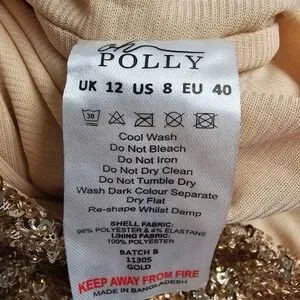 oh
POLLY
UK 12 US 8 EU 40
30
Cool Wash
Do Not Bleach
Do Not Iron
Do Not Dry Clean
Do Not Tumble Dry
Wash Dark Colour Separate
Dry Flat
Re-shape Whilst Damp
SHELL FABRIC:
96% POLYESTER & 4% ELASTANE
LINING FABRIC:
100% POLYESTER
BATCH B
11305
GOLD
KEEP AWAY FROM FIRE
MADE IN BANGLADESH